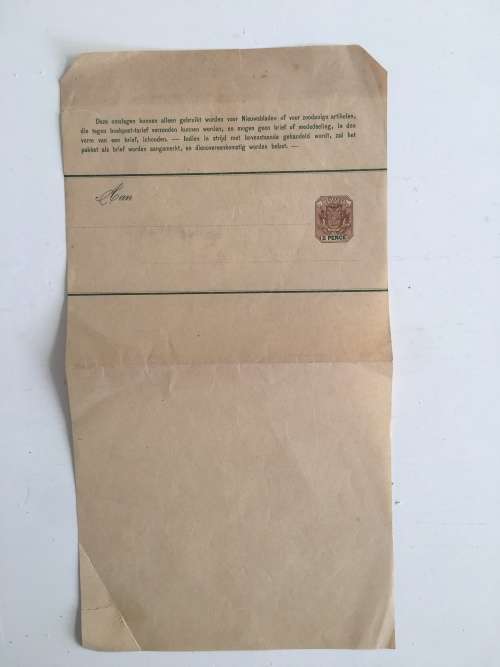 Deze omslagen kunnen alleen gebruikt worden voor Nieuwsbladen of voor zoodanige artikelen,
die tegen boekpost-tarief verzonden kunnen worden, en mogen geen brief of mededeeling, in den
vorm van een brief, inhouden. — Indien in strijd met bovenstaande gehandeld wordt, zal het
pakket als brief worden aangemerkt, en dienovereenkomstig worden belast. —
Aan
2 PENCE